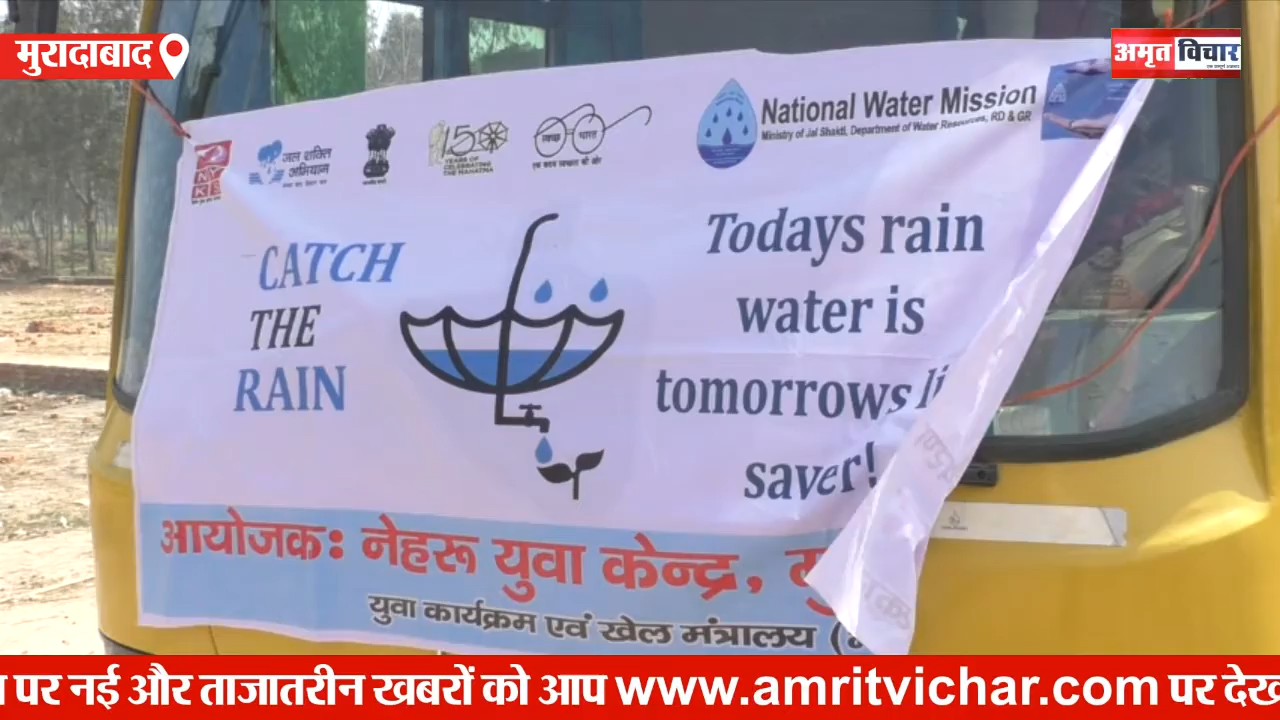 मुरादाबाद
अमृत विचार
NYKS
जल शक्ति
अभियान
150
YEARS OF
CELEBRATING
THE MAHATMA
स्वच्छ भारत
एक कदम स्वच्छता की ओर
National Water Mission
Ministry of Jal Shakti, Department of Water Resources, RD & GR
CATCH
THE
RAIN
Todays rain
water is
tomorrows
saver!
आयोजक: नेहरू युवा केन्द्र,
युवा कार्यक्रम एवं खेल मंत्रालय
पर नई और ताजातरीन खबरों को आप www.amritvichar.com पर देख